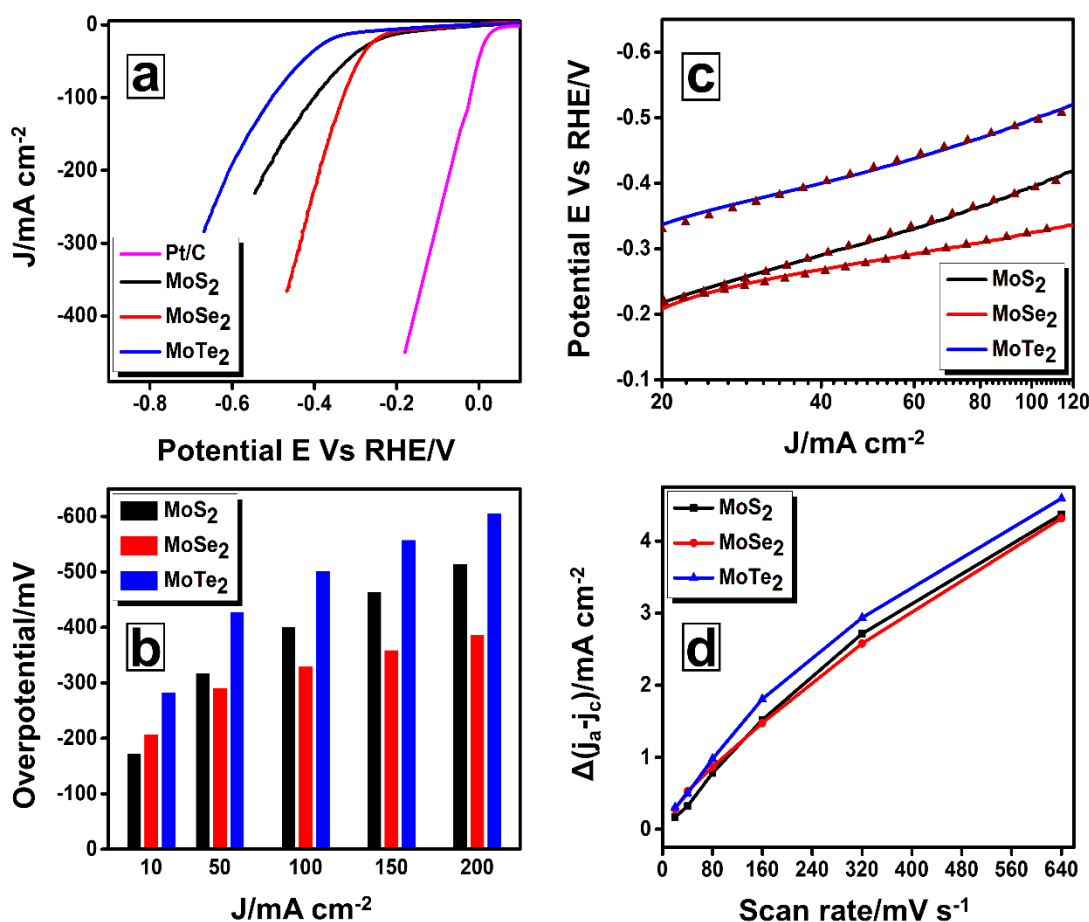 a
J/mA cm-2
0
-100
-200
-300
-400
-0.8 -0.6 -0.4 -0.2 0.0
Potential E Vs RHE/V
Pt/C
MoS2
MoSe2
MoTe2
c
Potential E Vs RHE/V
-0.6
-0.5
-0.4
-0.3
-0.2
-0.1
20 40 60 80 100 120
J/mA cm-2
MoS2
MoSe2
MoTe2
b
Overpotential/mV
-600
-500
-400
-300
-200
-100
0
10 50 100 150 200
J/mA cm-2
MoS2
MoSe2
MoTe2
d
Δ(ja-jc)/mA cm-2
4
3
2
1
0
0 80 160 240 320 400 480 560 640
Scan rate/mV s-1
MoS2
MoSe2
MoTe2